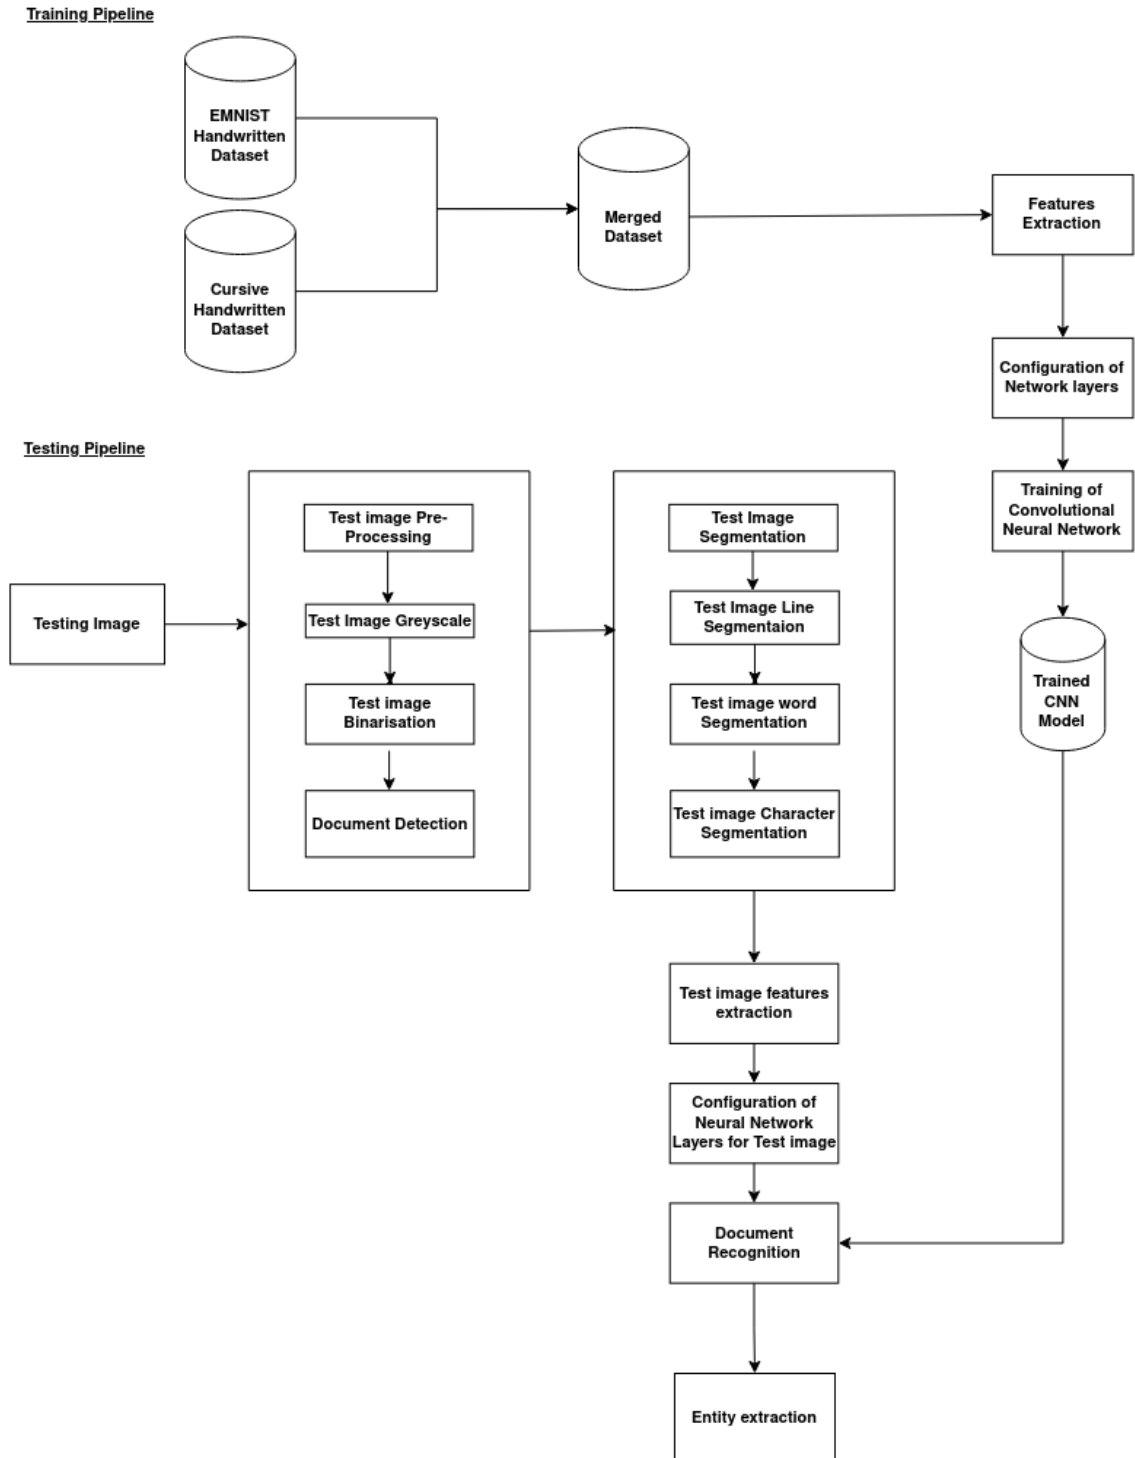 Training Pipeline
EMNIST
Handwritten
Dataset
Cursive
Handwritten
Dataset
Merged
Dataset
Features
Extraction
Configuration of
Network layers
Training of
Convolutional
Neural Network
Trained
CNN
Model
Testing Pipeline
Testing Image
Test image Pre-
Processing
Test Image Greyscale
Test image
Binarisation
Document Detection
Test Image
Segmentation
Test Image Line
Segmentaion
Test image word
Segmentation
Test image Character
Segmentation
Test image features
extraction
Configuration of
Neural Network
Layers for Test image
Document
Recognition
Entity extraction